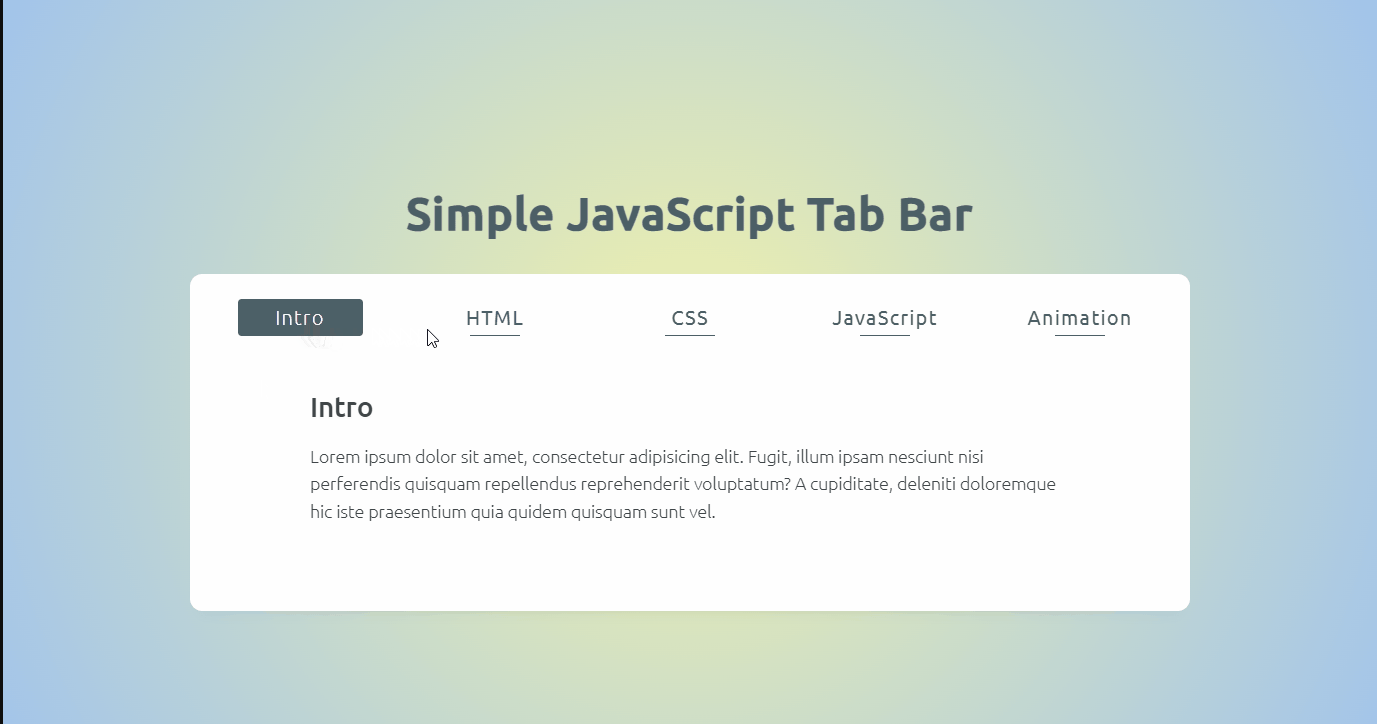 Simple JavaScript Tab Bar
Intro HTML CSS JavaScript Animation
Intro
Lorem ipsum dolor sit amet, consectetur adipisicing elit. Fugit, illum ipsam nesciunt nisi
perferendis quisquam repellendus reprehenderit voluptatum? A cupiditate, deleniti doloremque
hic iste praesentium quia quidem quisquam sunt vel.